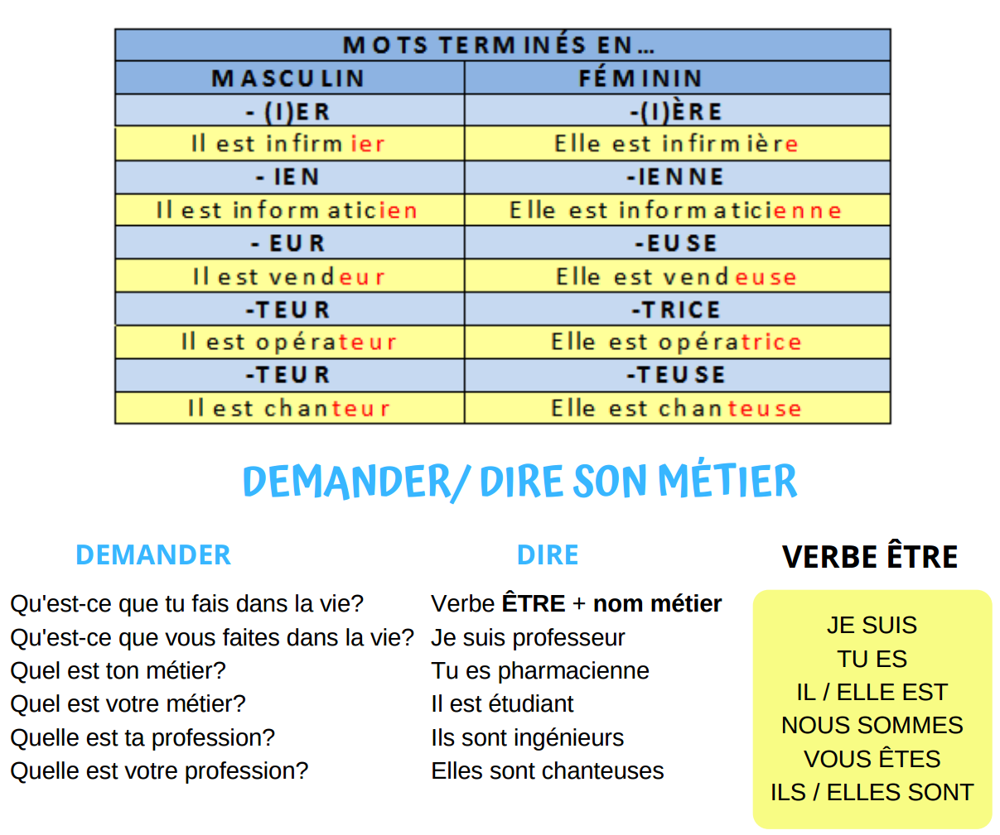 MOTS TERMINÉS EN...
MASCULIN FÉMININ
- (I)ER -(I)ÈRE
Il est infirmier Elle est infirmière
- IEN -IENNE
Il est informaticien Elle est informaticienne
- EUR -EUSE
Il est vendeur Elle est vendeuse
-TEUR -TRICE
Il est opérateur Elle est opératrice
-TEUR -TEUSE
Il est chanteur Elle est chanteuse
DEMANDER/ DIRE SON MÉTIER
DEMANDER
Qu'est-ce que tu fais dans la vie?
Qu'est-ce que vous faites dans la vie?
Quel est ton métier?
Quel est votre métier?
Quelle est ta profession?
Quelle est votre profession?
DIRE
Verbe ÊTRE + nom métier
Je suis professeur
Tu es pharmacienne
Il est étudiant
Ils sont ingénieurs
Elles sont chanteuses
VERBE ÊTRE
JE SUIS
TU ES
IL / ELLE EST
NOUS SOMMES
VOUS ÊTES
ILS / ELLES SONT